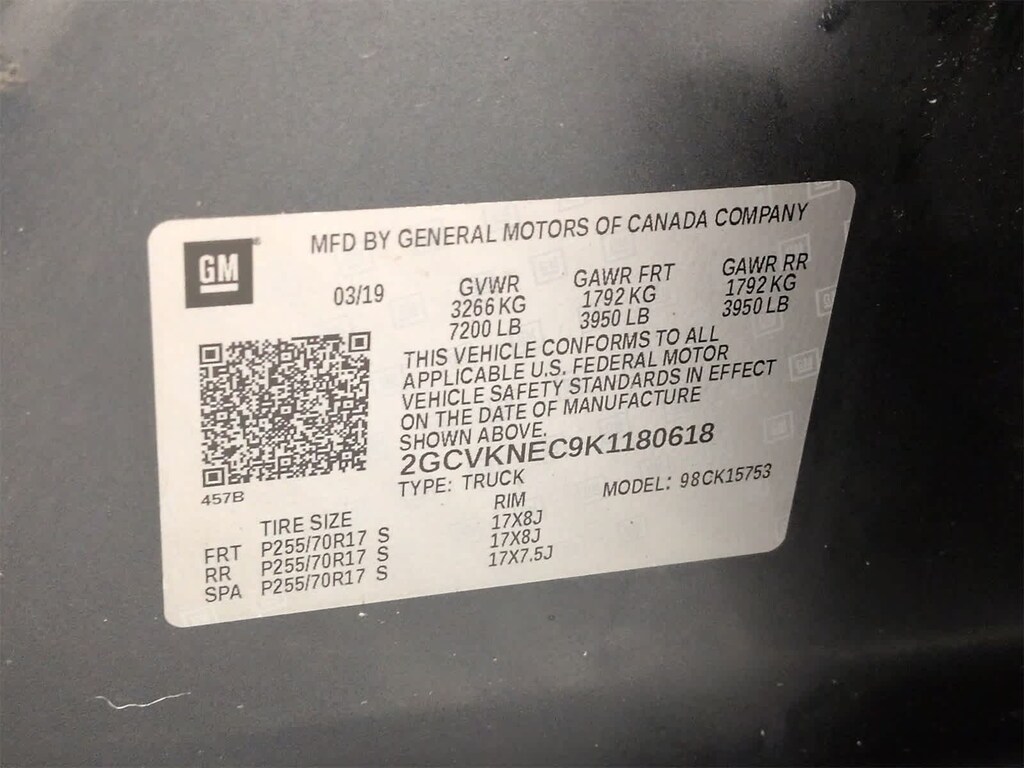 GM
MFD BY GENERAL MOTORS OF CANADA COMPANY
03/19
GVWR GAWR FRT GAWR RR
3266 KG 1792 KG 1792 KG
7200 LB 3950 LB 3950 LB
THIS VEHICLE CONFORMS TO ALL
APPLICABLE U.S. FEDERAL MOTOR
VEHICLE SAFETY STANDARDS IN EFFECT
ON THE DATE OF MANUFACTURE
SHOWN ABOVE.
2GCVKNEC9K1180618
457B
TYPE: TRUCK MODEL: 98CK15753
TIRE SIZE RIM
FRT P255/70R17 S 17X8J
RR P255/70R17 S 17X8J
SPA P255/70R17 S 17X7.5J